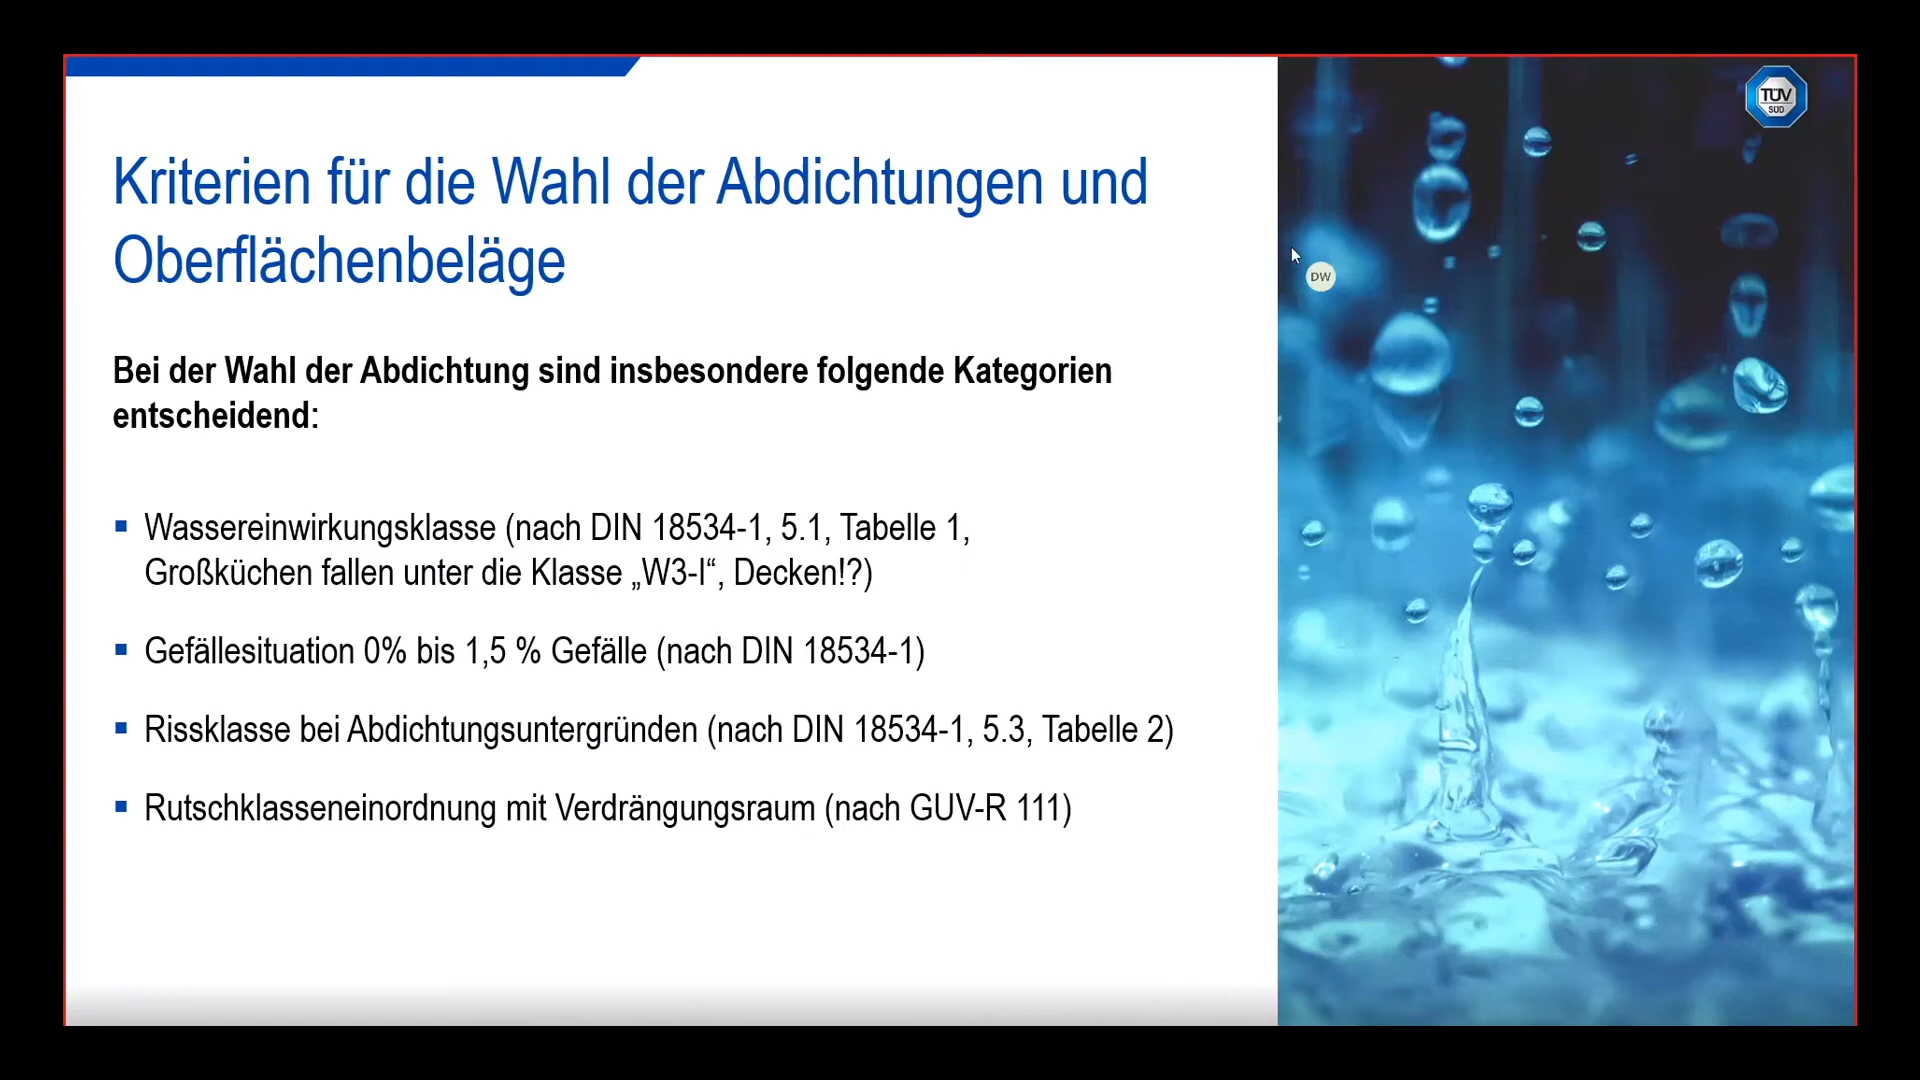 TÜV
SÜD
Kriterien für die Wahl der Abdichtungen und
Oberflächenbeläge
DW
Bei der Wahl der Abdichtung sind insbesondere folgende Kategorien
entscheidend:
▪ Wassereinwirkungsklasse (nach DIN 18534-1, 5.1, Tabelle 1,
Großküchen fallen unter die Klasse „W3-I“, Decken!?)
▪ Gefällesituation 0% bis 1,5 % Gefälle (nach DIN 18534-1)
▪ Rissklasse bei Abdichtungsuntergründen (nach DIN 18534-1, 5.3, Tabelle 2)
▪ Rutschklasseneinordnung mit Verdrängungsraum (nach GUV-R 111)